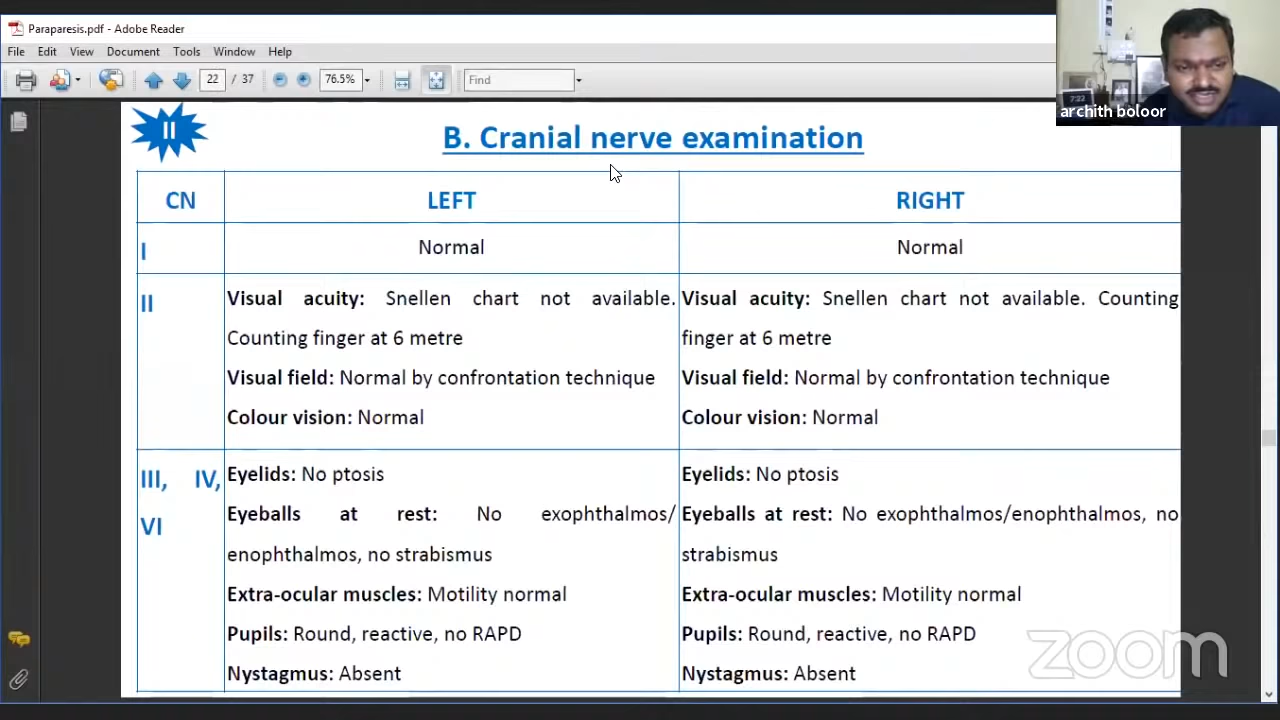 Paraparesis.pdf - Adobe Reader
File Edit View Document Tools Window Help
22 / 37 76.5% Find
7:22
archith boloor
II
B. Cranial nerve examination
CN LEFT RIGHT
I Normal Normal
II
Visual acuity: Snellen chart not available.
Counting finger at 6 metre
Visual field: Normal by confrontation technique
Colour vision: Normal
Visual acuity: Snellen chart not available. Counting
finger at 6 metre
Visual field: Normal by confrontation technique
Colour vision: Normal
III, IV,
VI
Eyelids: No ptosis
Eyeballs at rest: No exophthalmos/
enophthalmos, no strabismus
Extra-ocular muscles: Motility normal
Pupils: Round, reactive, no RAPD
Nystagmus: Absent
Eyelids: No ptosis
Eyeballs at rest: No exophthalmos/enophthalmos, no
strabismus
Extra-ocular muscles: Motility normal
Pupils: Round, reactive, no RAPD
Nystagmus: Absent
zoom